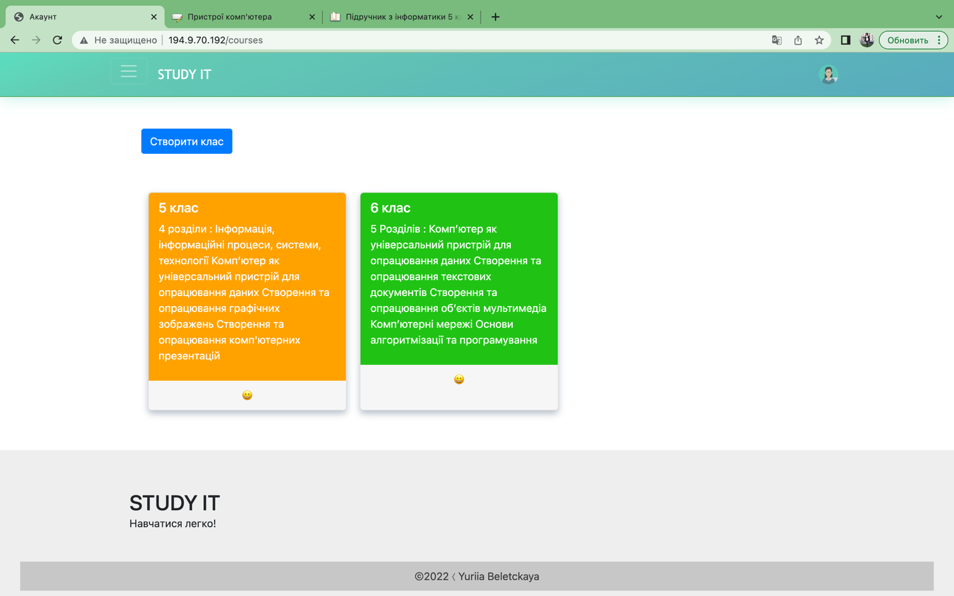 Акаунт
Пристрої комп'ютера
Підручник з інформатики 5 к
Не защищено
194.9.70.192/courses
Обновить
STUDY IT
Створити клас
5 клас
4 розділи : Інформація,
інформаційні процеси, системи,
технології Комп'ютер як
універсальний пристрій для
опрацювання даних Створення та
опрацювання графічних
зображень Створення та
опрацювання комп'ютерних
презентацій
6 клас
5 Розділів : Комп'ютер як
універсальний пристрій для
опрацювання даних Створення та
опрацювання текстових
документів Створення та
опрацювання об'єктів мультимедіа
Комп'ютерні мережі Основи
алгоритмізації та програмування
STUDY IT
Навчатися легко!
©2022 〈 Yuriia Beletckaya